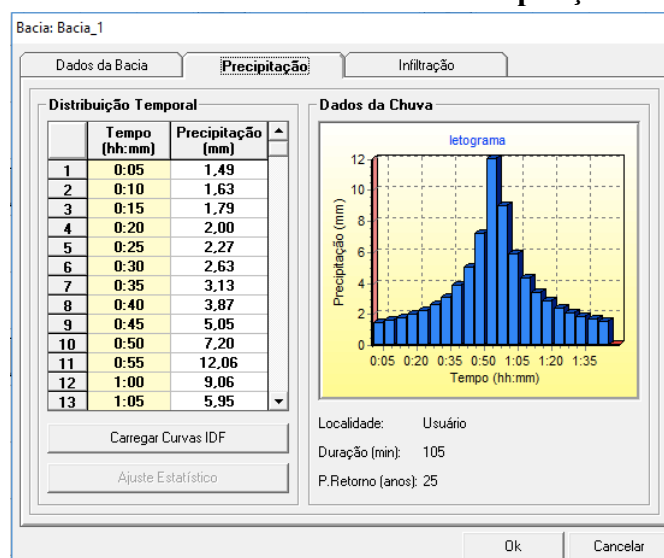 Bacia: Bacia_1
Dados da Bacia
Precipitação
Infiltração
Distribuição Temporal
Tempo (hh:mm) Precipitação (mm)
1 0:05 1,49
2 0:10 1,63
3 0:15 1,79
4 0:20 2,00
5 0:25 2,27
6 0:30 2,63
7 0:35 3,13
8 0:40 3,87
9 0:45 5,05
10 0:50 7,20
11 0:55 12,06
12 1:00 9,06
13 1:05 5,95
Carregar Curvas IDF
Ajuste Estatístico
Dados da Chuva
Ietograma
12
10
8
6
4
2
0
Precipitação (mm)
0:05 0:20 0:35 0:50 1:05 1:20 1:35
Tempo (hh:mm)
Localidade: Usuário
Duração (min): 105
P.Retorno (anos): 25
Ok
Cancelar